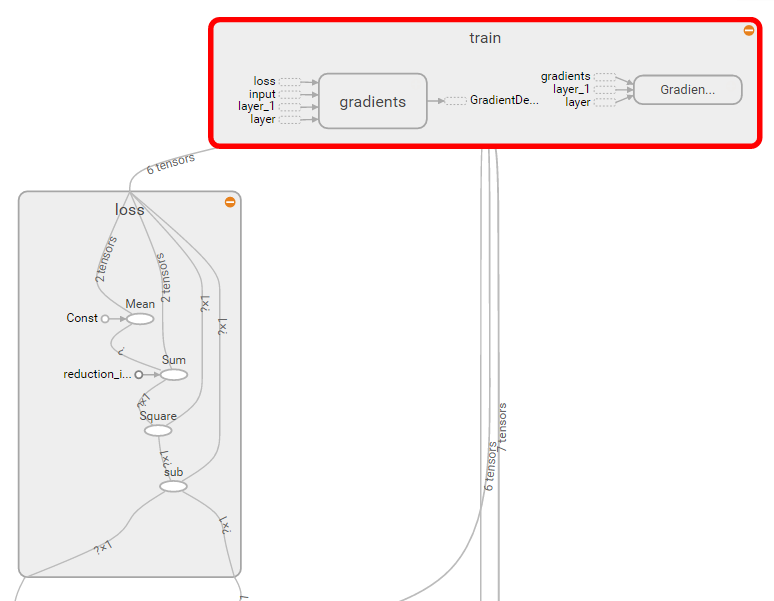 train
loss
input
layer_1
layer
gradients
GradientDe...
gradients
layer_1
layer
Gradien...
6 tensors
loss
2 tensors
2 tensors
?×1
?×1
Mean
Const
?
Sum
reduction_i...
?×1
Square
?×1
sub
?×1
?×1
6 tensors
7 tensors